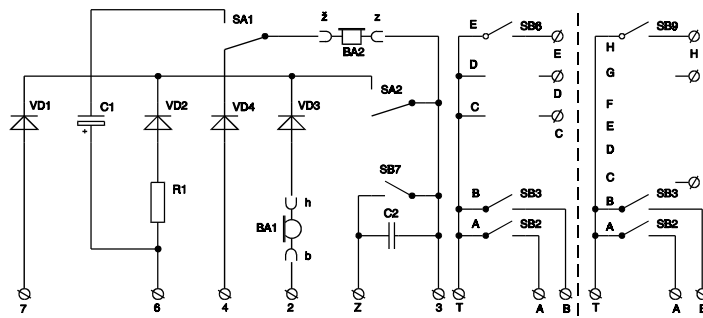 SA1 ž z E SB6 SB9
BA2 E H H
D G
SA2 D
VD1 C1 VD2 VD4 VD3 C F
+ C E
SB7 D
R1 C
h B SB3 B SB3
BA1 C2 A SB2 A SB2
b
7 6 4 2 Z 3 T A B T A B